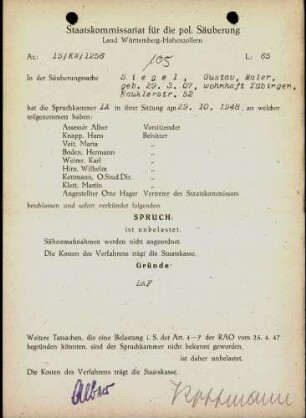 Staatskommissariat für die pol. Säuberung
Land Württemberg-Hohenzollern
Az.: 15/KB/1256 L: 65
105
In der Säuberungssache Siegel, Gustav, Maler,
geb. 29.3.07, wohnhaft Tübingen,
Hauklerstr. 52
hat die Spruchkammer IA in ihrer Sitzung am 29. 10. 1948, an welcher
teilgenommen haben:
Assessor Alber Vorsitzender
Knapp, Hans Beisitzer
Veit, Marta
Boden, Hermann
Weimer, Karl
Hirn, Wilhelm
Kottmann, O.Stud.Dir.
Klett, Martin
Angestellter Otto Hager Vertreter des Staatskommissars
beschlossen und sofort verkündet folgenden
SPRUCH:
ist unbelastet.
Sühnemaßnahmen werden nicht angeordnet.
Die Kosten des Verfahrens trägt die Staatskasse.
Gründe:
DAF
Weitere Tatsachen, die eine Belastung i. S. der Art. 4—7 der RAO vom 25. 4. 47
begründen könnten, sind der Spruchkammer nicht bekannt geworden.
ist daher unbelastet.
Die Kosten des Verfahrens trägt die Staatskasse.
Alber Kottmann